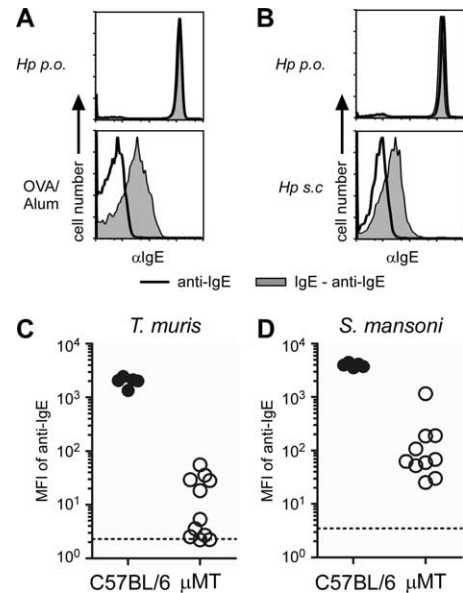 A
B
Hp p.o.
Hp p.o.
OVA/
Alum
Hp s.c
cell number
cell number
αIgE
αIgE
anti-IgE
IgE - anti-IgE
C
T. muris
D
S. mansoni
MFI of anti-IgE
10⁴
10³
10²
10¹
10⁰
C57BL/6 μMT
MFI of anti-IgE
10⁴
10³
10²
10¹
10⁰
C57BL/6 μMT